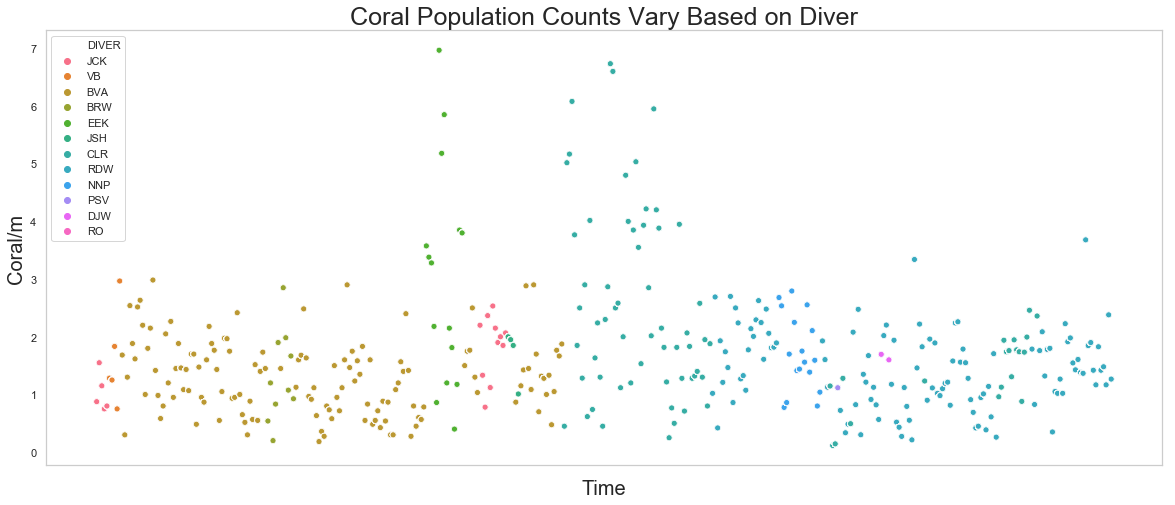 Coral Population Counts Vary Based on Diver
DIVER
JCK
VB
BVA
BRW
EEK
JSH
CLR
RDW
NNP
PSV
DJW
RO
7
6
5
4
3
2
1
0
Coral/m
Time